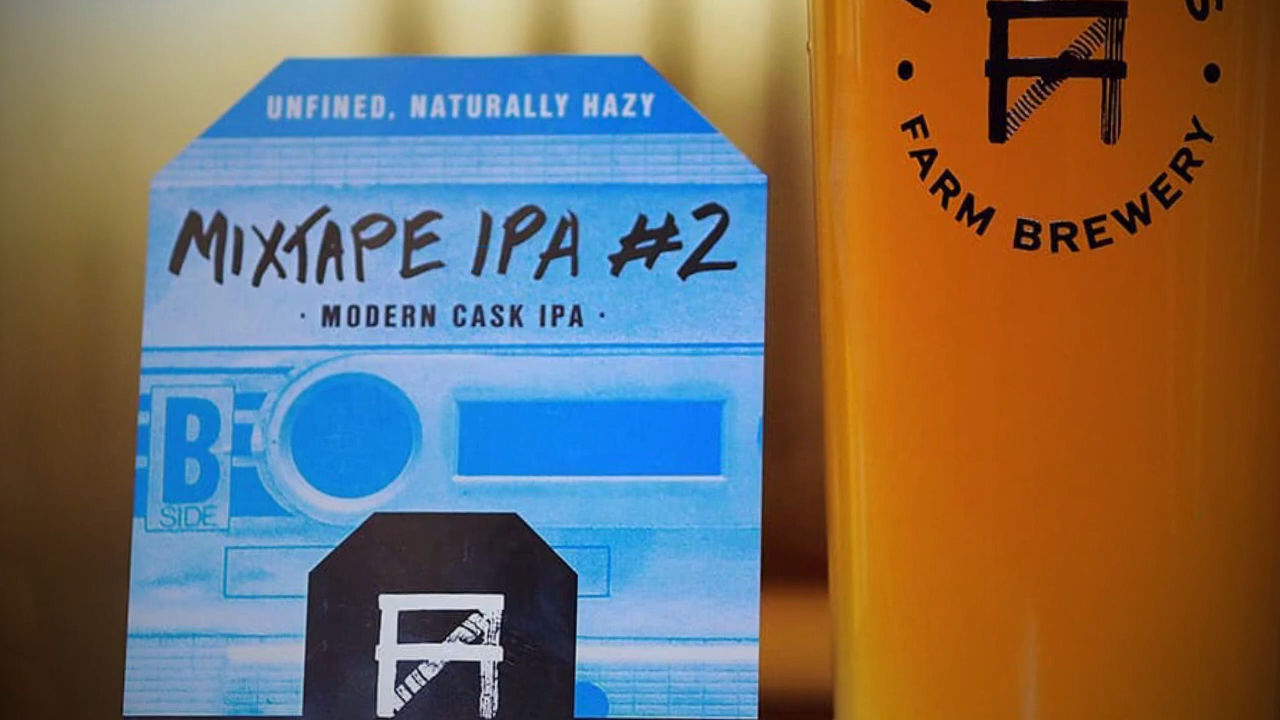 UNFINED, NATURALLY HAZY
MIXTAPE IPA #2
· MODERN CASK IPA ·
B
SIDE
• FARM BREWERY •